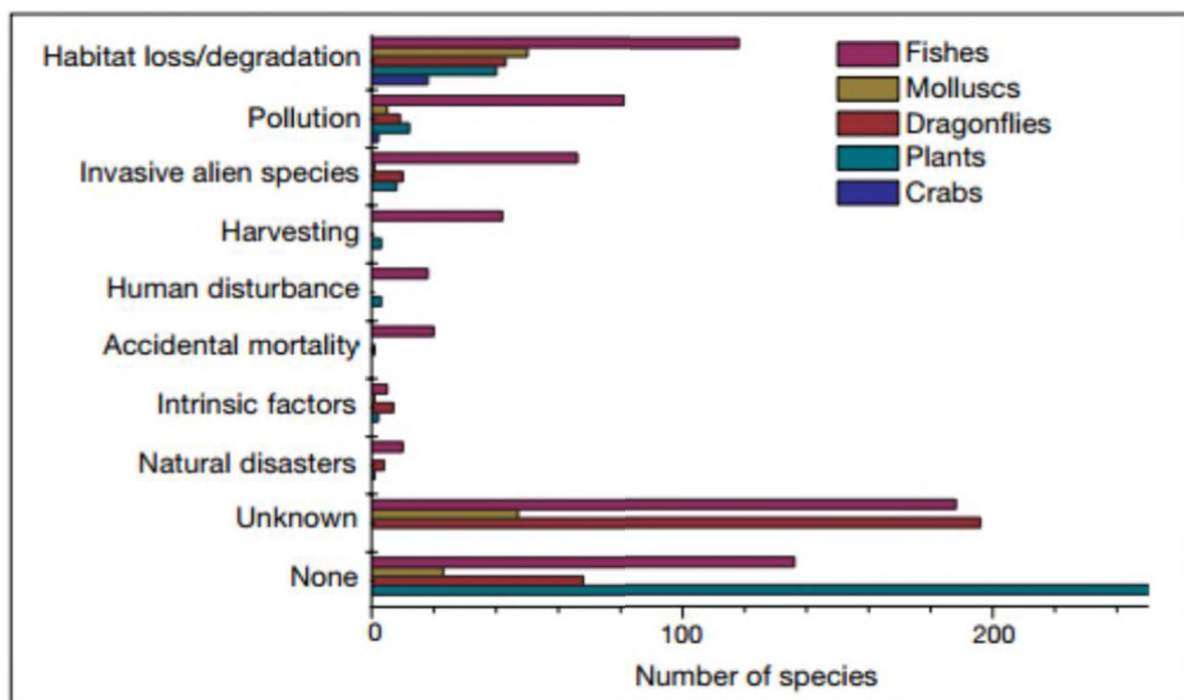 Habitat loss/degradation
Pollution
Invasive alien species
Harvesting
Human disturbance
Accidental mortality
Intrinsic factors
Natural disasters
Unknown
None
Fishes
Molluscs
Dragonflies
Plants
Crabs
0 100 200
Number of species